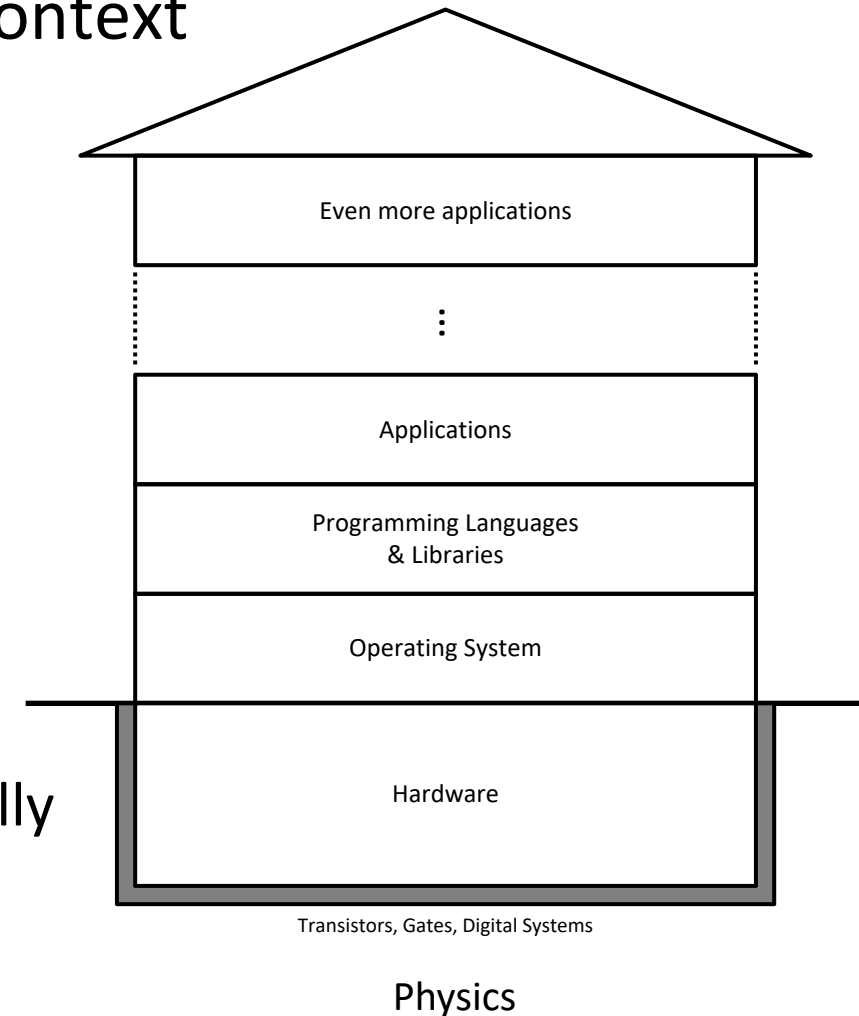 ontext
Even more applications
⋮
Applications
Programming Languages
& Libraries
Operating System
Hardware
lly
Transistors, Gates, Digital Systems
Physics